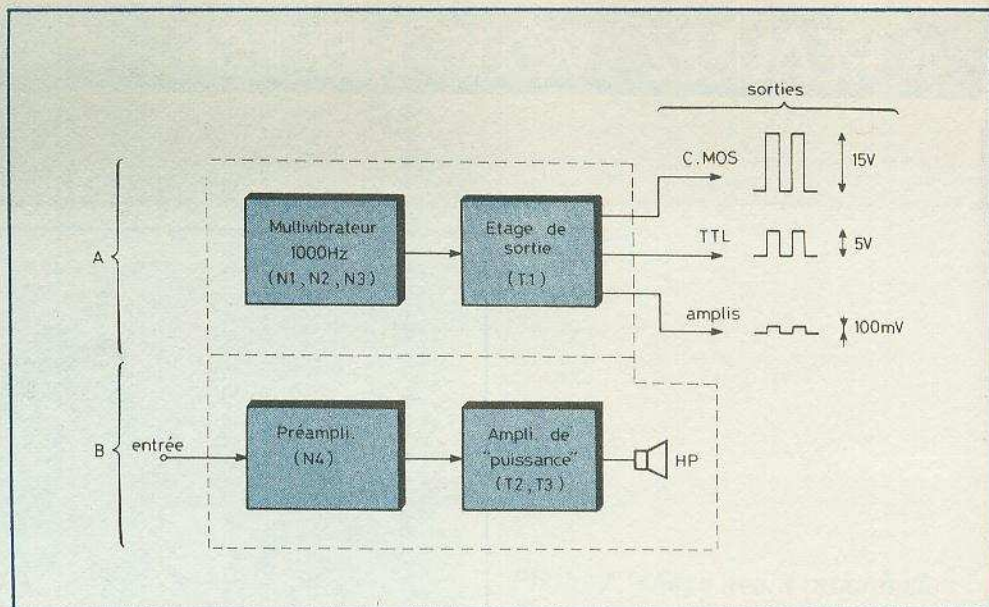 sorties
C.MOS
15V
A
Multivibrateur
1000Hz
(N1, N2, N3)
Etage de
sortie
(T1)
TTL
5V
amplis
100mV
B
entrée
Préampli.
(N4)
Ampli. de
"puissance"
(T2, T3)
HP